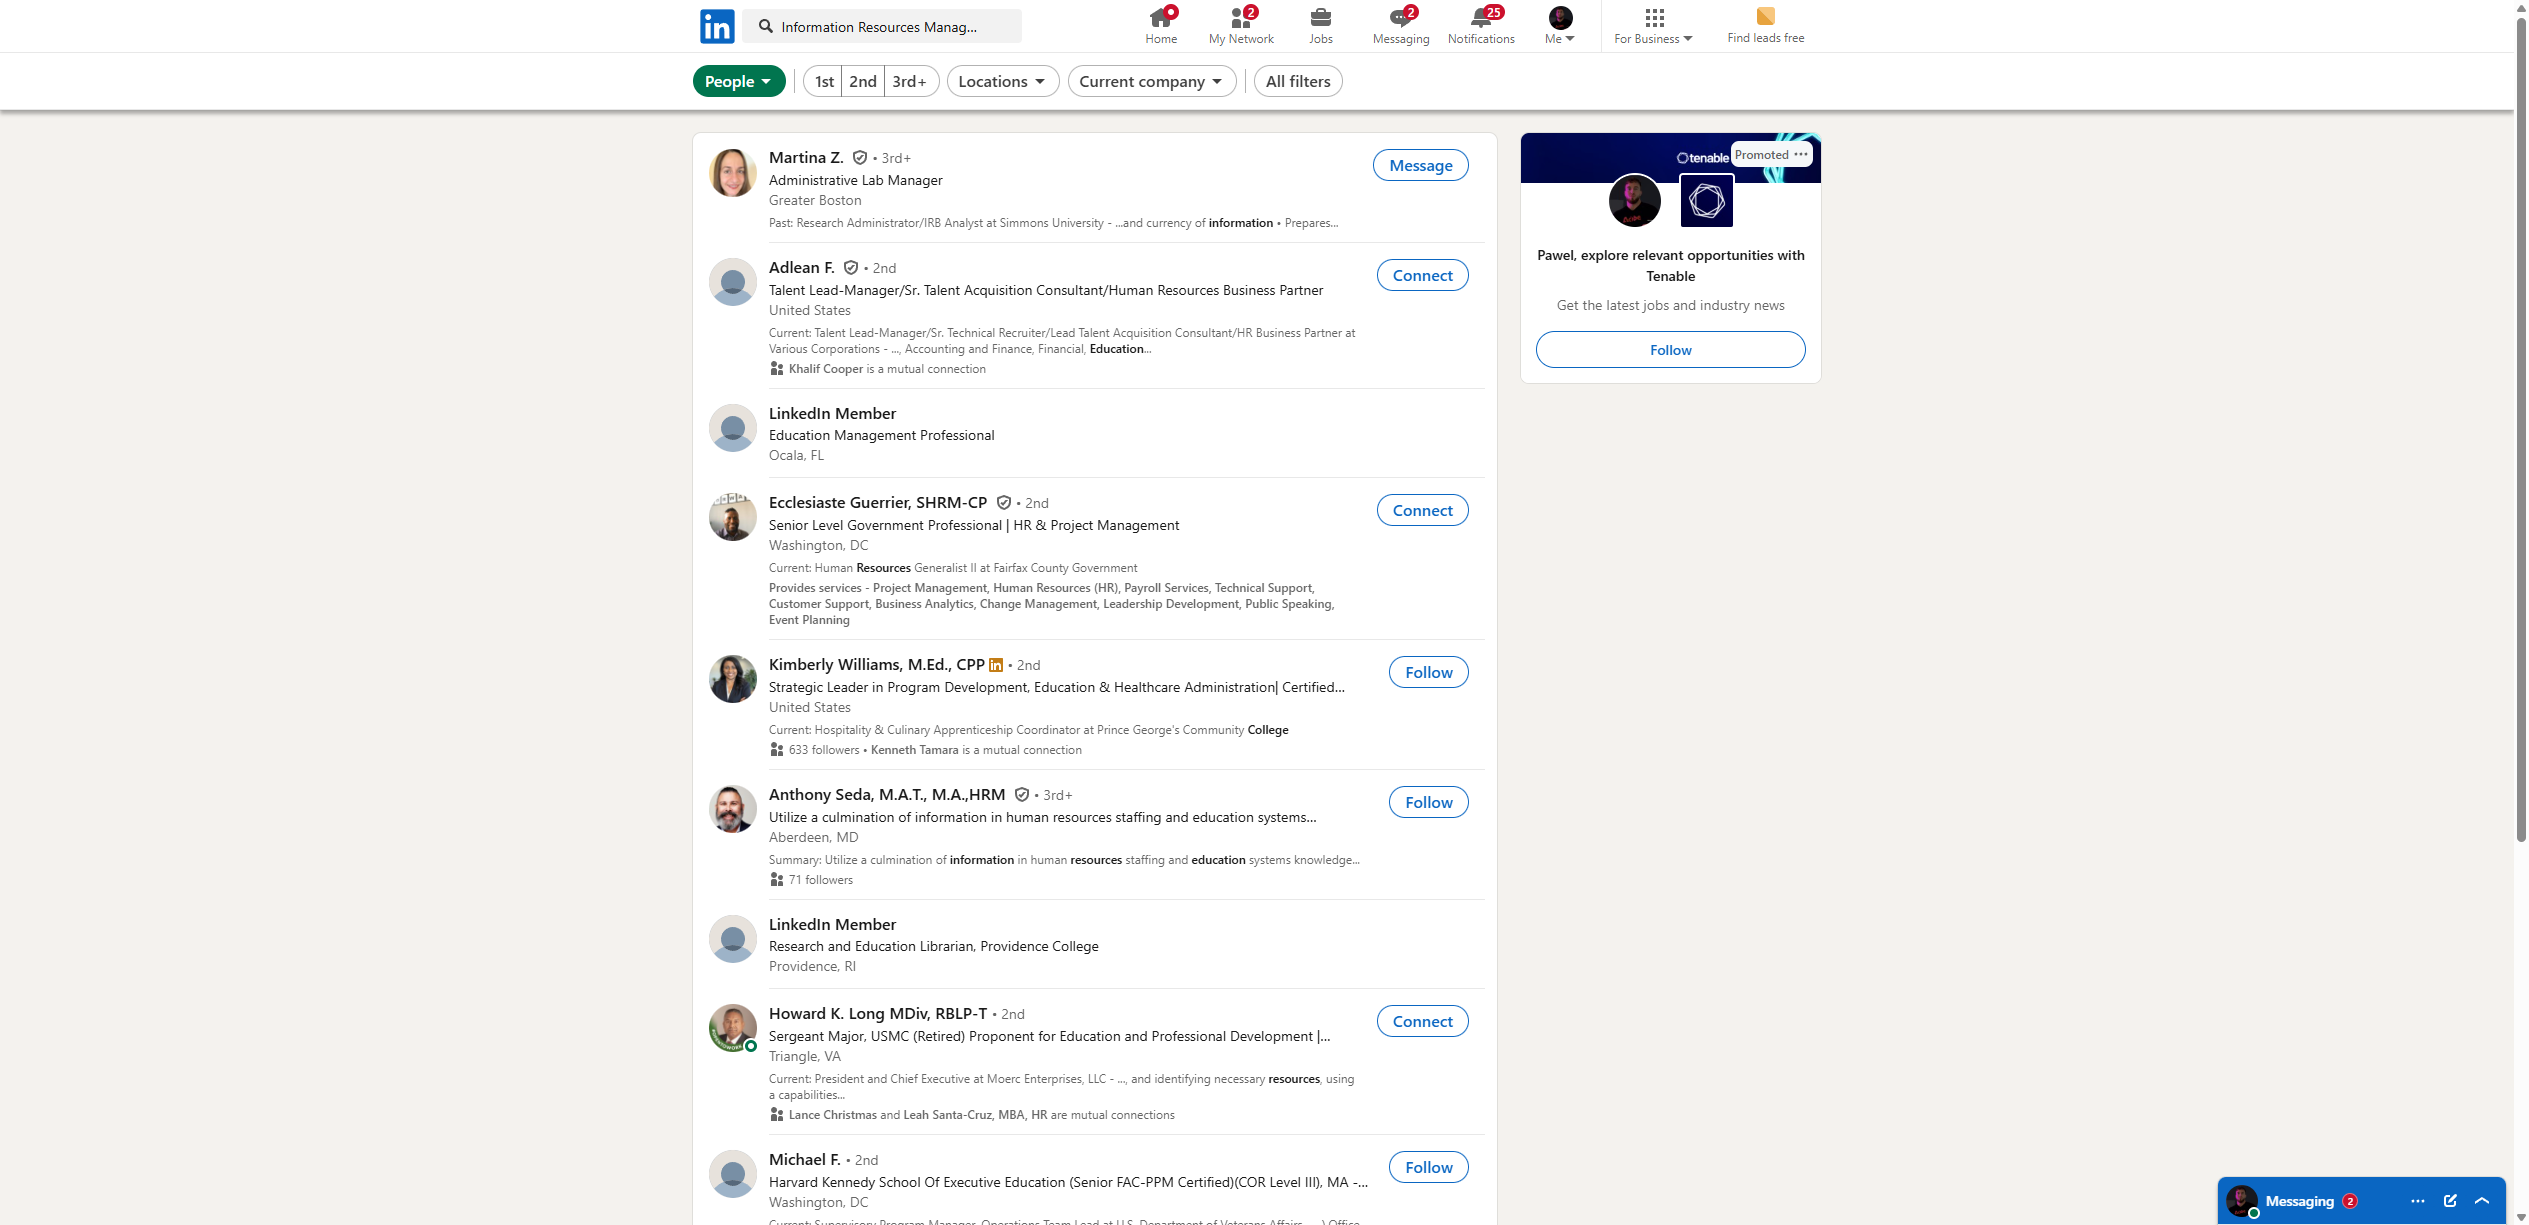 in
Information Resources Manag...
Home
2
My Network
Jobs
2
Messaging
25
Notifications
Me
For Business
Find leads free
People
1st
2nd
3rd+
Locations
Current company
All filters
Martina Z. • 3rd+
Message
Administrative Lab Manager
Greater Boston
Past: Research Administrator/IRB Analyst at Simmons University - ...and currency of information • Prepares...
Adlean F. • 2nd
Connect
Talent Lead-Manager/Sr. Talent Acquisition Consultant/Human Resources Business Partner
United States
Current: Talent Lead-Manager/Sr. Technical Recruiter/Lead Talent Acquisition Consultant/HR Business Partner at
Various Corporations - ..., Accounting and Finance, Financial, Education...
Khalif Cooper is a mutual connection
LinkedIn Member
Education Management Professional
Ocala, FL
Ecclesiaste Guerrier, SHRM-CP • 2nd
Connect
Senior Level Government Professional | HR & Project Management
Washington, DC
Current: Human Resources Generalist II at Fairfax County Government
Provides services - Project Management, Human Resources (HR), Payroll Services, Technical Support,
Customer Support, Business Analytics, Change Management, Leadership Development, Public Speaking,
Event Planning
Kimberly Williams, M.Ed., CPP in • 2nd
Follow
Strategic Leader in Program Development, Education & Healthcare Administration| Certified...
United States
Current: Hospitality & Culinary Apprenticeship Coordinator at Prince George's Community College
633 followers • Kenneth Tamara is a mutual connection
Anthony Seda, M.A.T., M.A.,HRM • 3rd+
Follow
Utilize a culmination of information in human resources staffing and education systems...
Aberdeen, MD
Summary: Utilize a culmination of information in human resources staffing and education systems knowledge...
71 followers
LinkedIn Member
Research and Education Librarian, Providence College
Providence, RI
Howard K. Long MDiv, RBLP-T • 2nd
Connect
Sergeant Major, USMC (Retired) Proponent for Education and Professional Development |...
Triangle, VA
Current: President and Chief Executive at Moerc Enterprises, LLC - ..., and identifying necessary resources, using
a capabilities...
Lance Christmas and Leah Santa-Cruz, MBA, HR are mutual connections
Michael F. • 2nd
Follow
Harvard Kennedy School Of Executive Education (Senior FAC-PPM Certified)(COR Level III), MA -...
Washington, DC
Current: Supervisory Program Manager, Operations Team Lead at U.S. Department of Veterans Affairs - ...) Office
tenable
Promoted ...
Pawel, explore relevant opportunities with
Tenable
Get the latest jobs and industry news
Follow
Messaging 2